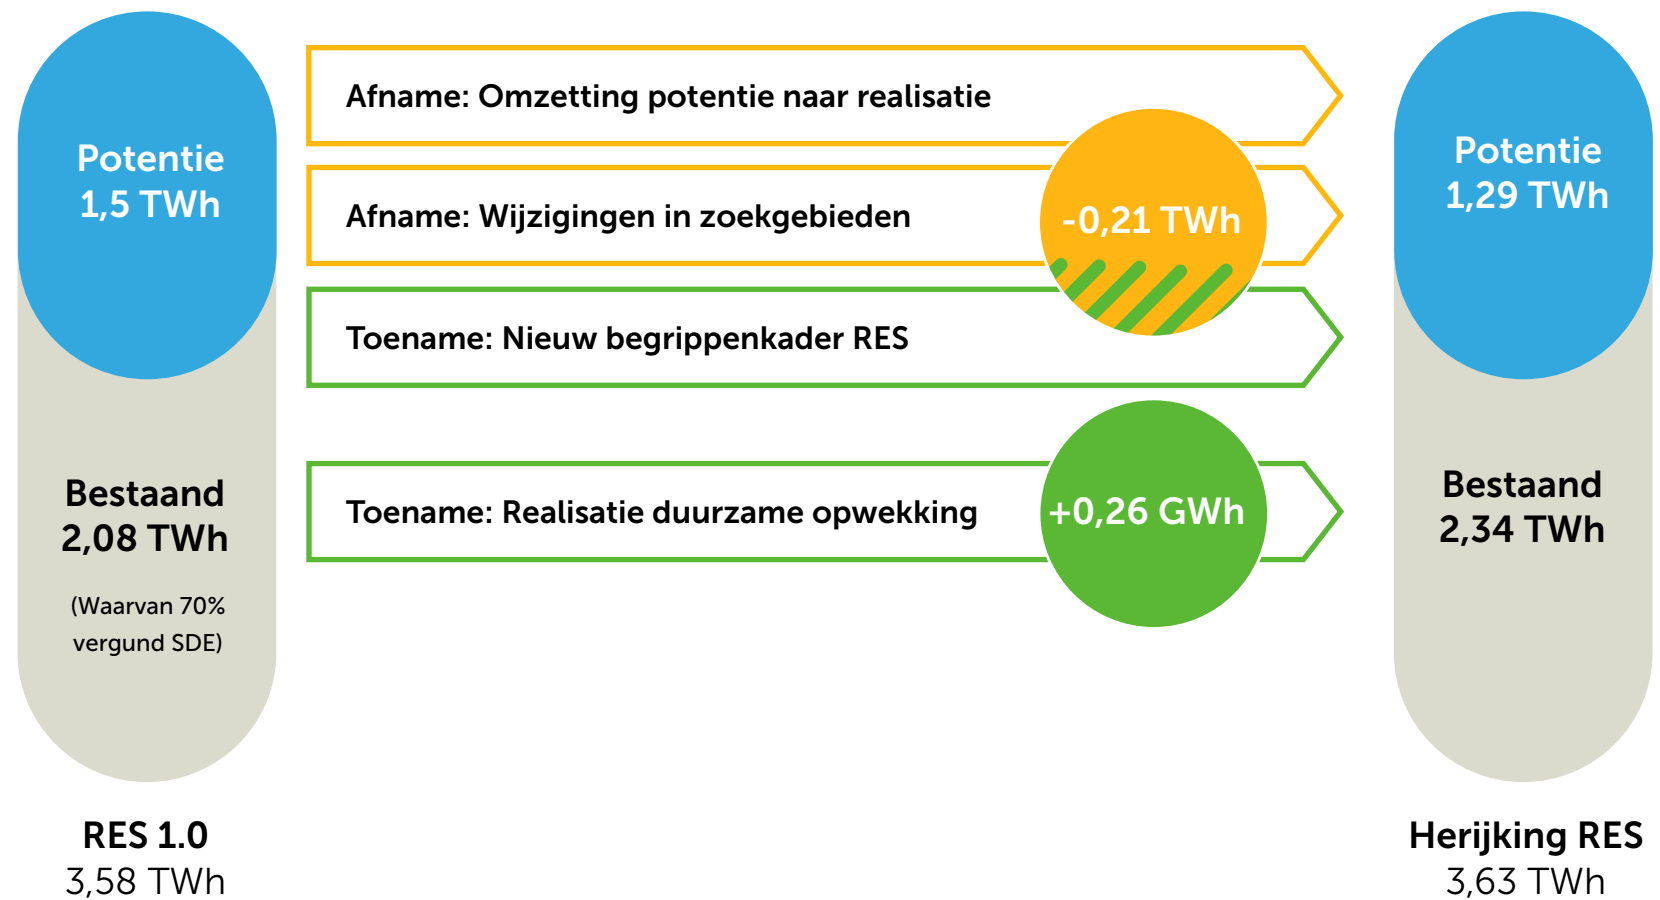 Potentie
1,5 TWh
Bestaand
2,08 TWh
(Waarvan 70%
vergund SDE)
RES 1.0
3,58 TWh
Afname: Omzetting potentie naar realisatie
Afname: Wijzigingen in zoekgebieden
-0,21 TWh
Toename: Nieuw begrippenkader RES
Toename: Realisatie duurzame opwekking
+0,26 GWh
Potentie
1,29 TWh
Bestaand
2,34 TWh
Herijking RES
3,63 TWh